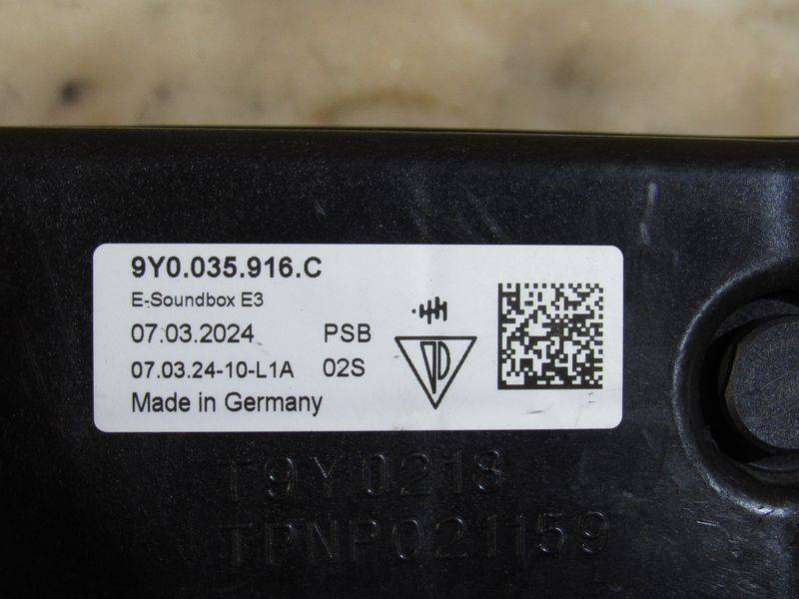 9Y0.035.916.C
E-Soundbox E3
07.03.2024 PSB
07.03.24-10-L1A 02S
Made in Germany
T9Y0213
TPNP021159